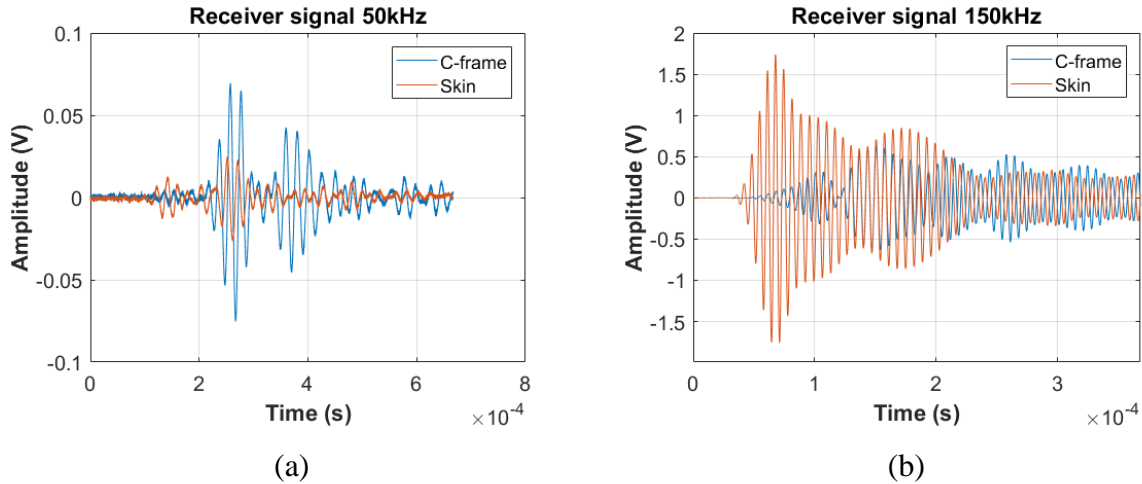 Receiver signal 50kHz
0.1
0.05
0
-0.05
-0.1
Amplitude (V)
C-frame
Skin
0 2 4 6 8
Time (s)
×10⁻⁴
(a)
Receiver signal 150kHz
2
1.5
1
0.5
0
-0.5
-1
-1.5
Amplitude (V)
C-frame
Skin
0 1 2 3
Time (s)
×10⁻⁴
(b)